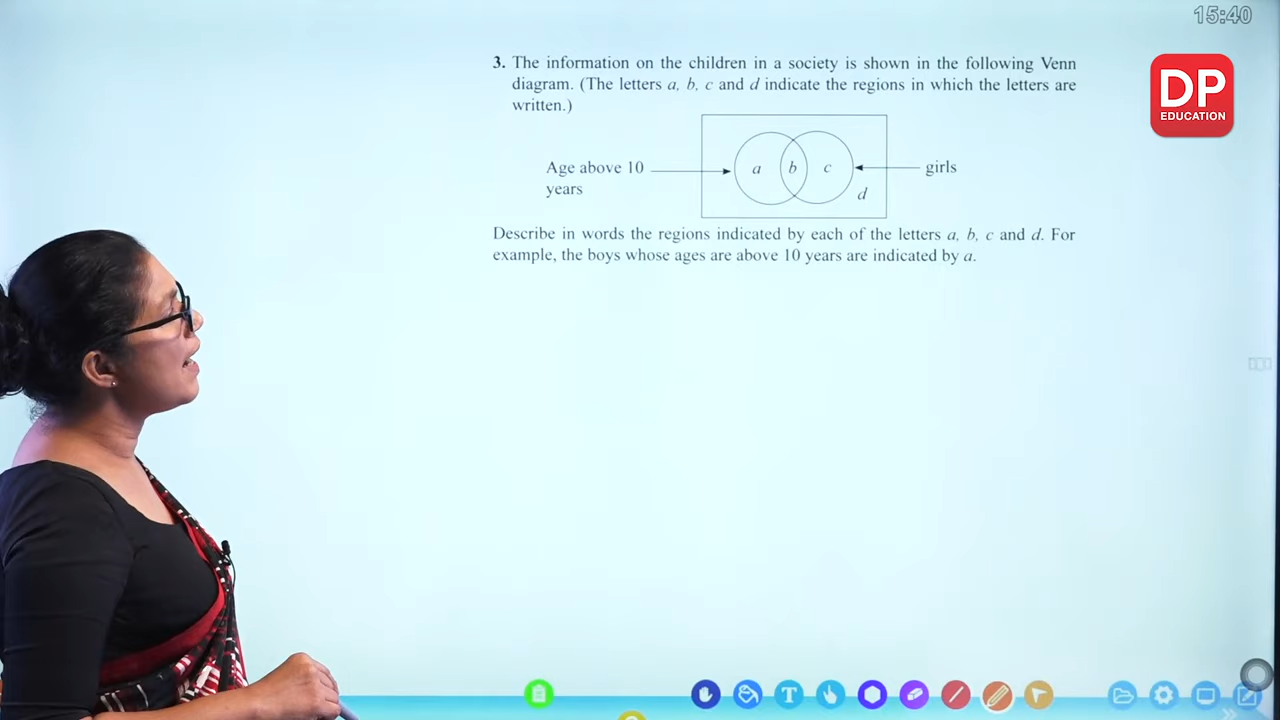 15:40
DP
EDUCATION
3. The information on the children in a society is shown in the following Venn
diagram. (The letters a, b, c and d indicate the regions in which the letters are
written.)
Age above 10
years
a b c
d
girls
Describe in words the regions indicated by each of the letters a, b, c and d. For
example, the boys whose ages are above 10 years are indicated by a.
T